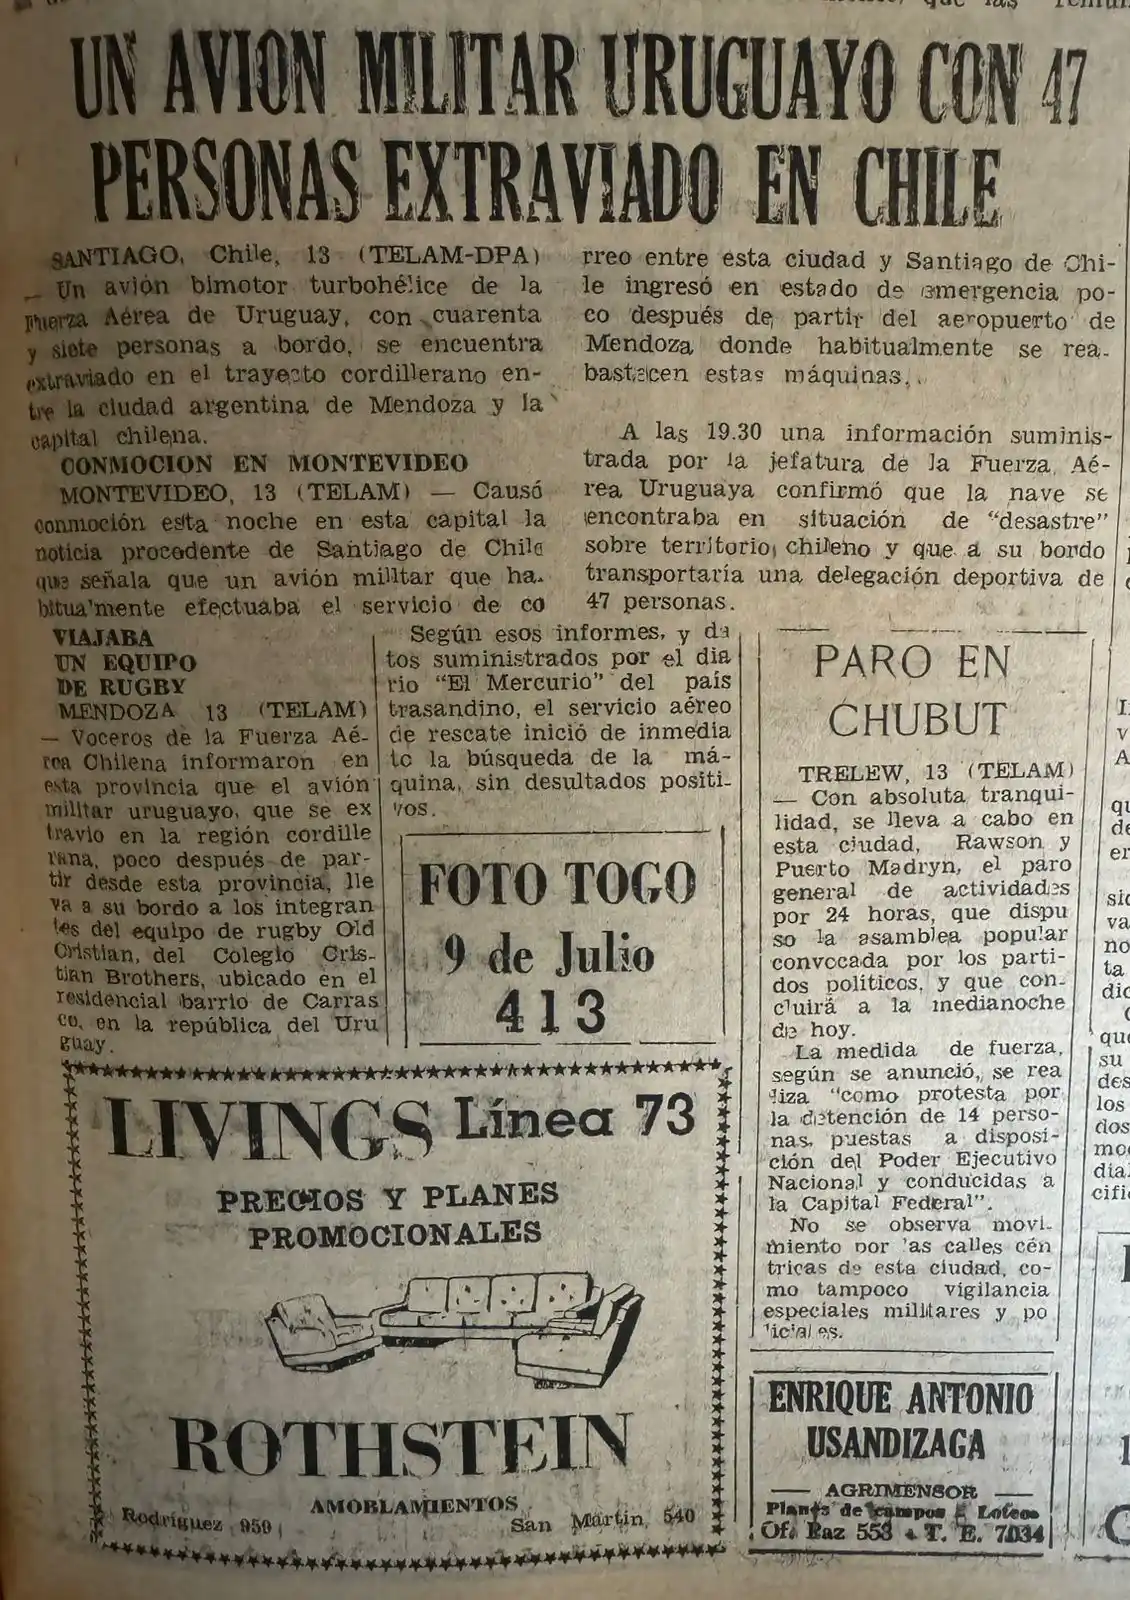 UN AVION MILITAR URUGUAYO CON 47
PERSONAS EXTRAVIADO EN CHILE
SANTIAGO, Chile, 13 (TELAM-DPA)
— Un avión bimotor turbohélice de la
Fuerza Aérea de Uruguay, con cuarenta
y siete personas a bordo, se encuentra
extraviado en el trayecto cordillerano en-
tre la ciudad argentina de Mendoza y la
capital chilena.
CONMOCION EN MONTEVIDEO
MONTEVIDEO, 13 (TELAM) — Causó
conmoción esta noche en esta capital la
noticia procedente de Santiago de Chile
que señala que un avión militar que ha-
bitua'mente efectuaba el servicio de co
rreo entre esta ciudad y Santiago de Chi-
le ingresó en estado de emergencia po-
co después de partir del aeropuerto de
Mendoza donde habitualmente se rea-
bastecen estas máquinas.
A las 19.30 una información suminis-
trada por la jefatura de la Fuerza Aé-
rea Uruguaya confirmó que la nave se
encontraba en situación de "desastre"
sobre territorio chileno y que a su bordo
transportaría una delegación deportiva de
47 personas.
VIAJABA
UN EQUIPO
DE RUGBY
MENDOZA 13 (TELAM)
— Voceros de la Fuerza Aé-
rea Chilena informaron en
esta provincia que el avión
militar uruguayo, que se ex
travio en la región cordille
rana, poco después de par-
tir desde esta provincia, lle
va a su bordo a los integran
tes del equipo de rugby Old
Cristian, del Colegio Cris-
tian Brothers, ubicado en el
residencial barrio de Carras
co, en la república del Uru
guay.
Según esos informes, y da
tos suministrados por el dia
rio "El Mercurio" del país
trasandino, el servicio aéreo
de rescate inició de inmedia
to la búsqueda de la má-
quina, sin desultados positi-
vos.
FOTO TOGO
9 de Julio
413
LIVINGS Línea 73
PRECIOS Y PLANES
PROMOCIONALES
ROTHSTEIN
AMOBLAMIENTOS
Rodríguez 959
San Martín 540
PARO EN
CHUBUT
TRELEW, 13 (TELAM)
— Con absoluta tranqui-
lidad, se lleva a cabo en
esta ciudad, Rawson y
Puerto Madryn, el paro
general de actividades
por 24 horas, que dispu
so la asamblea popular
convocada por los parti-
dos políticos, y que con-
cluirá a la medianoche
de hoy.
La medida de fuerza,
según se anunció, se rea
liza "como protesta por
la detención de 14 perso-
nas, puestas a disposi-
ción del Poder Ejecutivo
Nacional y conducidas a
la Capital Federal".
No se observa movi-
miento por 'as calles cén
tricas de esta ciudad, co-
mo tampoco vigilancia
especiales militares y po
liciales.
ENRIQUE ANTONIO
USANDIZAGA
— AGRIMENSOR —
Planos de campos - Loteos
Of. Paz 553 - T. E. 7034